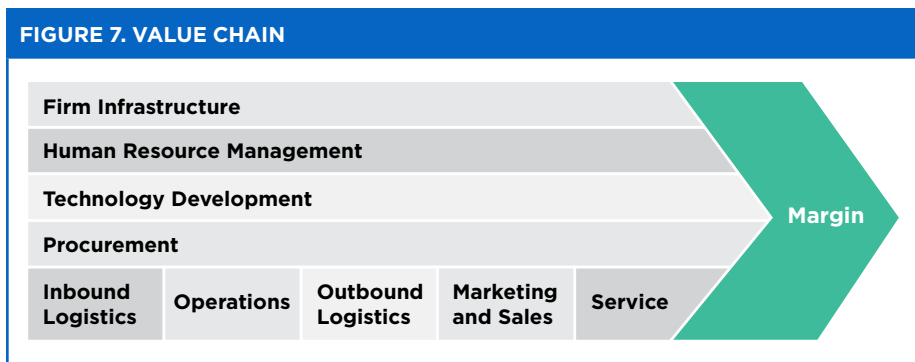 FIGURE 7. VALUE CHAIN
Firm Infrastructure
Human Resource Management
Technology Development
Procurement
Margin
Inbound
Logistics
Operations
Outbound
Logistics
Marketing
and Sales
Service